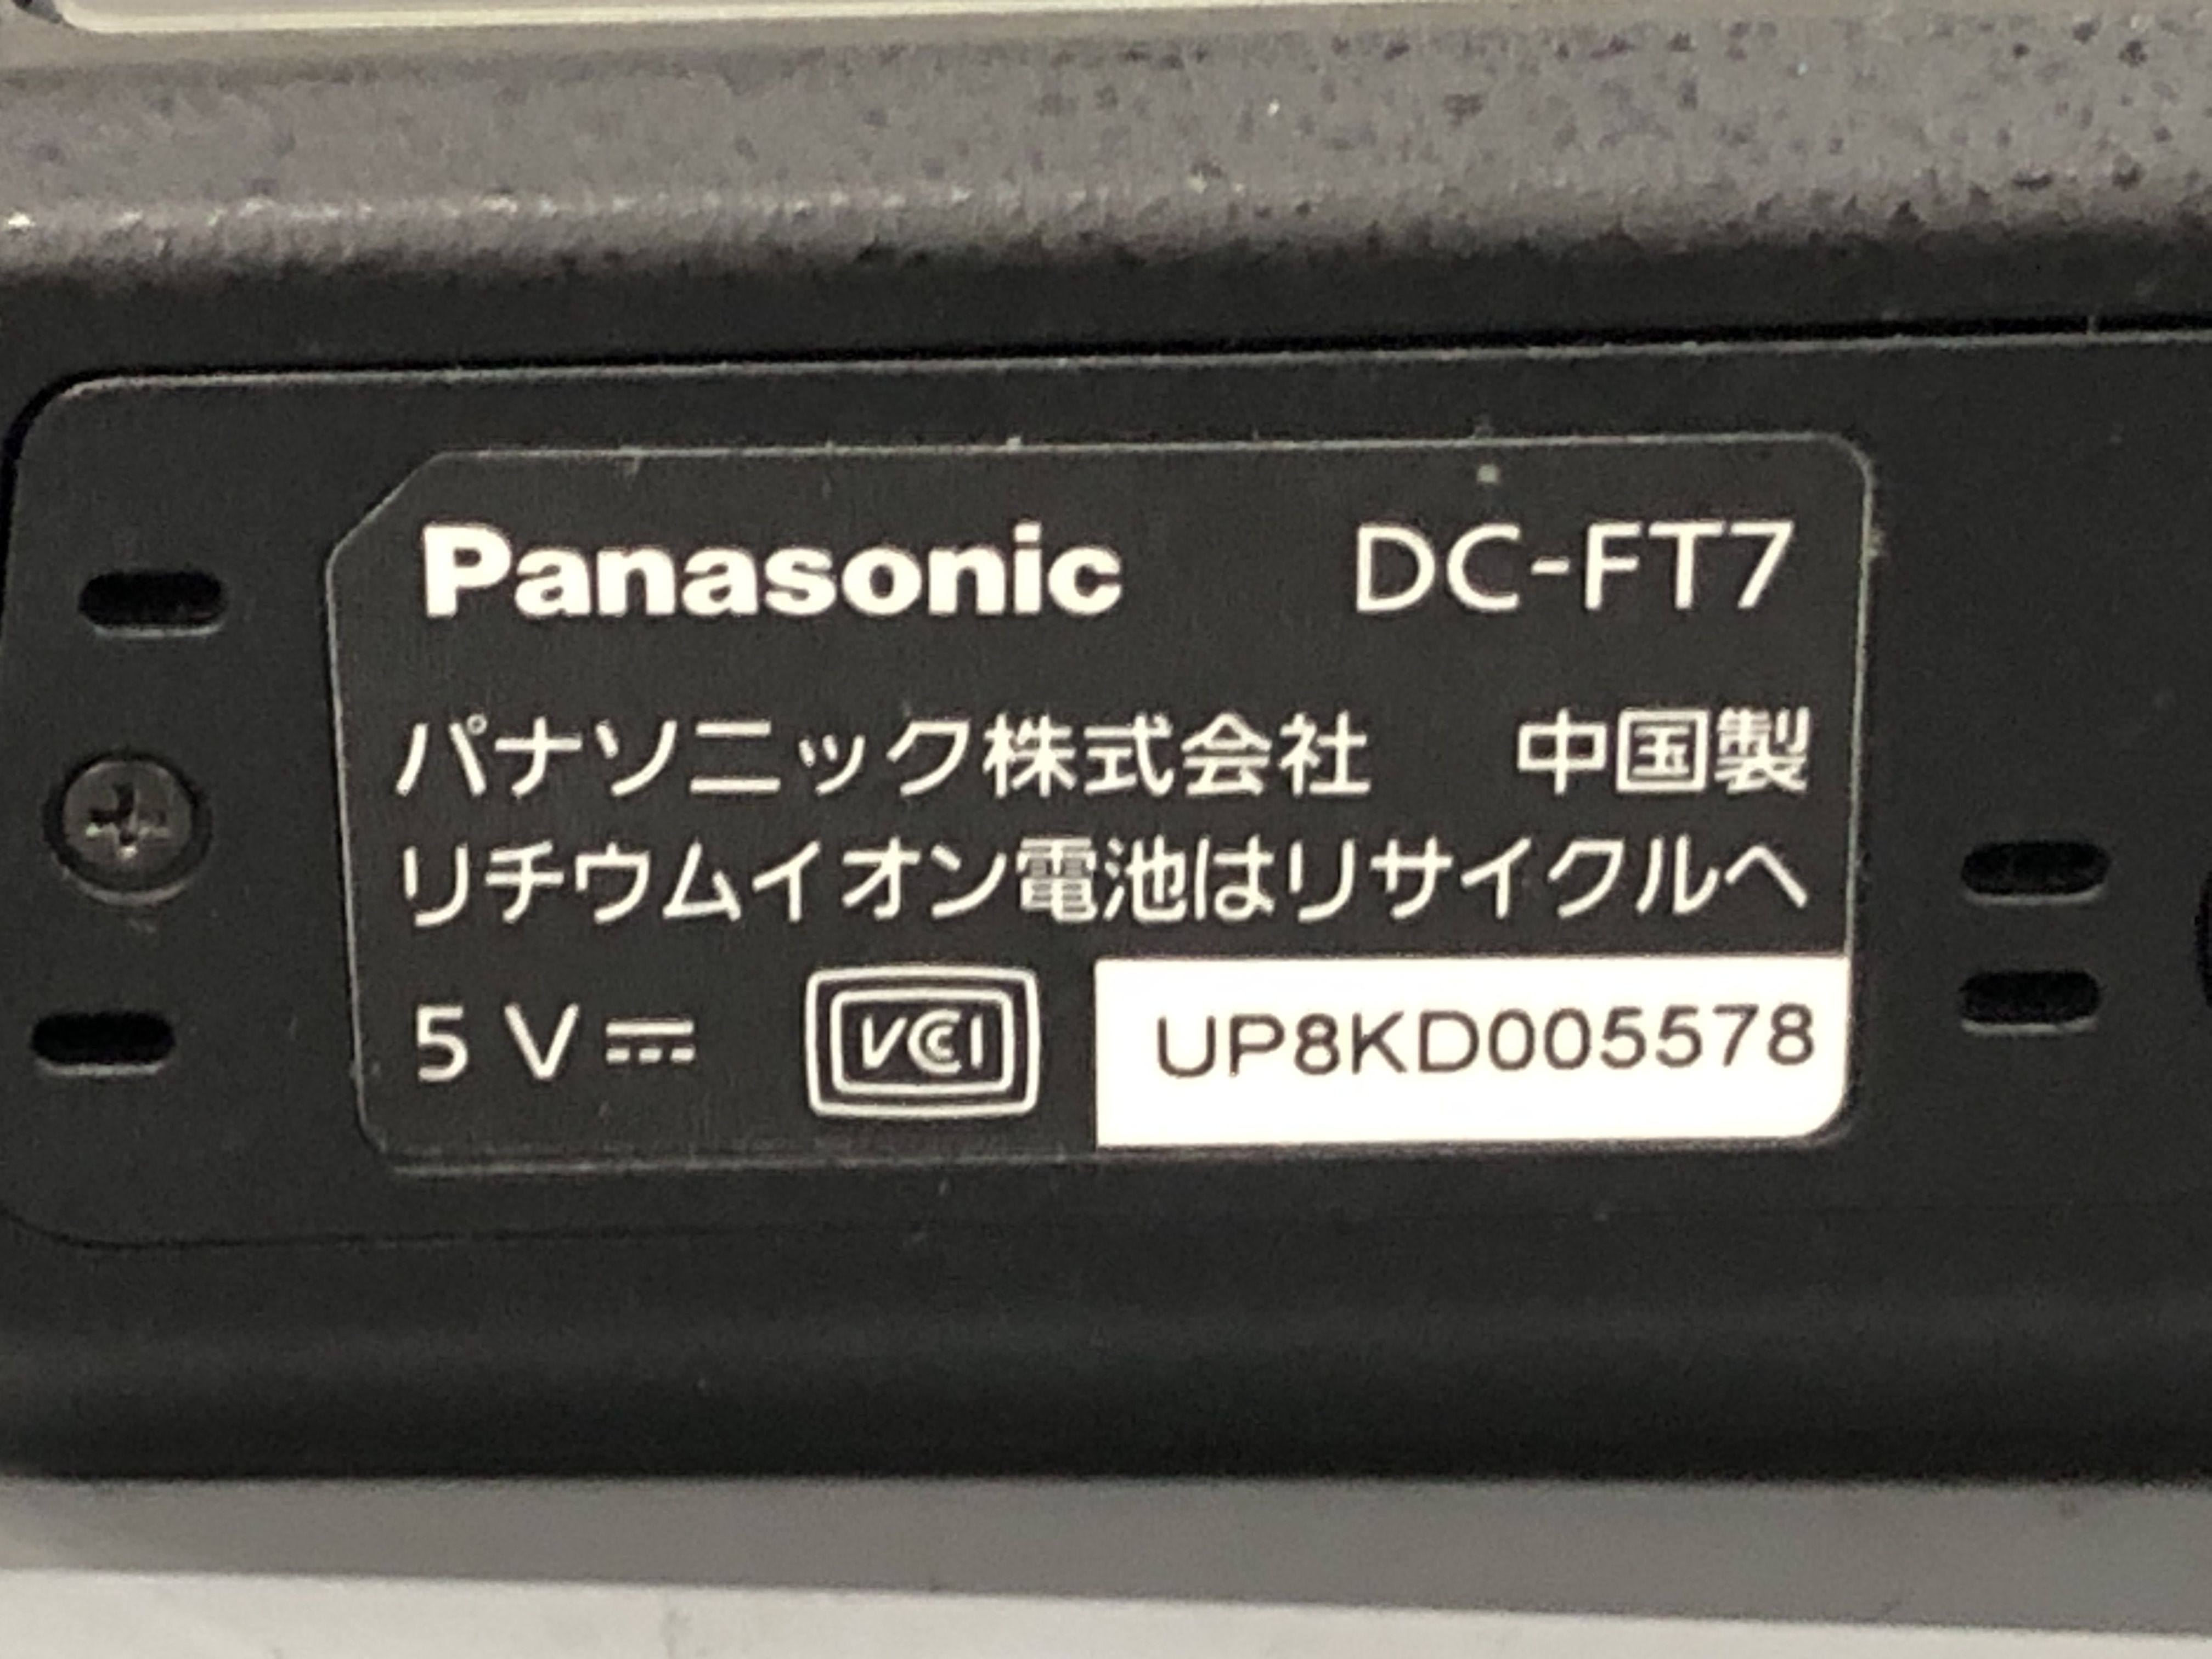 Panasonic DC-FT7
パナソニック株式会社 中国製
リチウムイオン電池はリサイクルへ
5 V⎓ VCI UP8KD005578